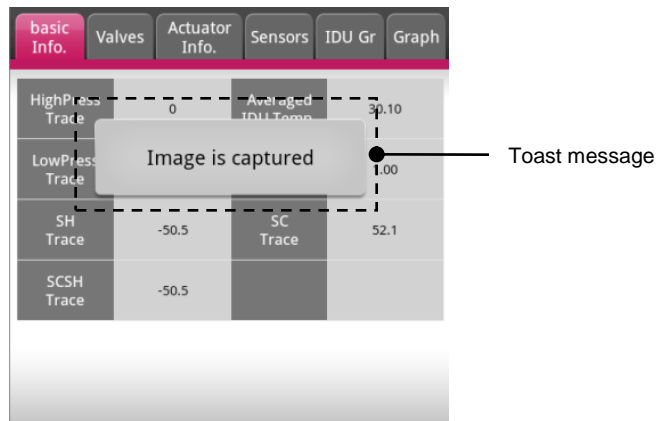 basic
Info.
Valves
Actuator
Info.
Sensors
IDU Gr
Graph
HighPress
Trace
0
Averaged
IDU Temp
30.10
LowPress
Trace
Image is captured
.00
Toast message
SH
Trace
-50.5
SC
Trace
52.1
SCSH
Trace
-50.5